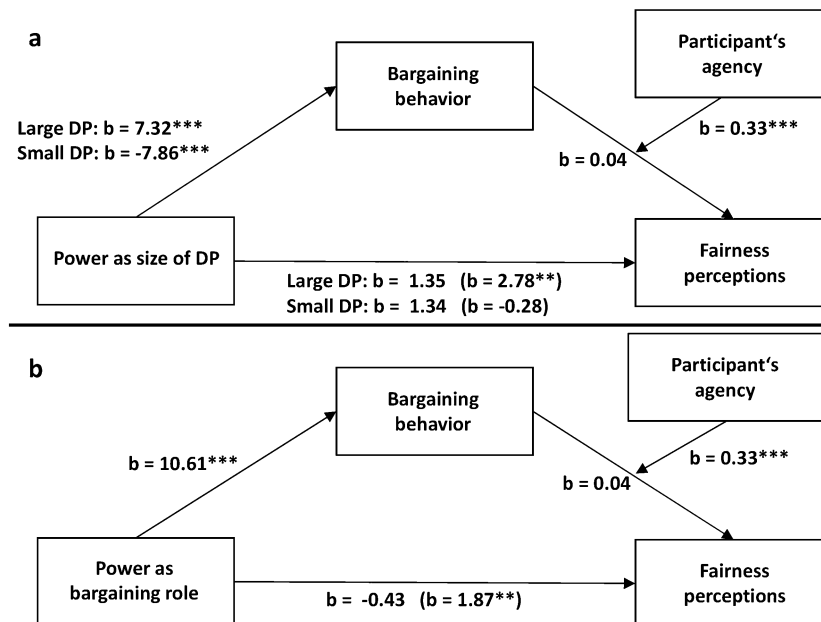 a
Participant‘s
agency
Bargaining
behavior
Large DP: b = 7.32***
Small DP: b = -7.86***
b = 0.33***
b = 0.04
Power as size of DP
Fairness
perceptions
Large DP: b = 1.35 (b = 2.78**)
Small DP: b = 1.34 (b = -0.28)
b
Participant‘s
agency
Bargaining
behavior
b = 10.61***
b = 0.33***
b = 0.04
Power as
bargaining role
Fairness
perceptions
b = -0.43 (b = 1.87**)